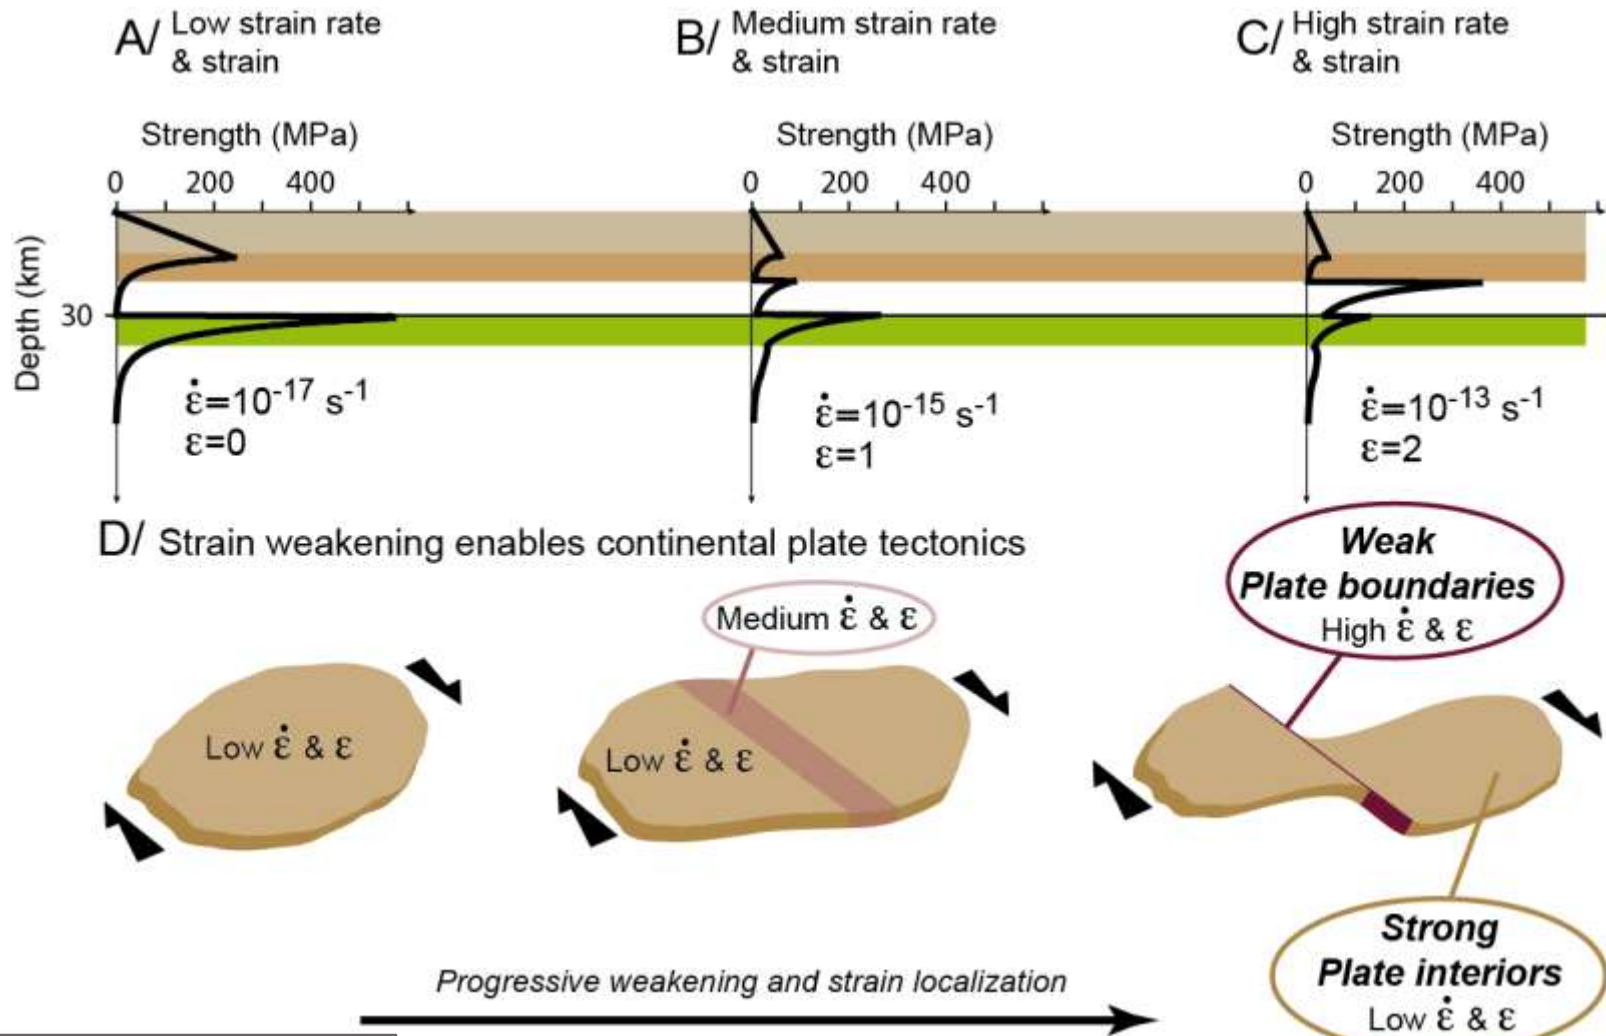 A/ Low strain rate
& strain
B/ Medium strain rate
& strain
C/ High strain rate
& strain
Strength (MPa)
Strength (MPa)
Strength (MPa)
0 200 400
0 200 400
0 200 400
Depth (km)
30
ε̇=10⁻¹⁷ s⁻¹
ε=0
ε̇=10⁻¹⁵ s⁻¹
ε=1
ε̇=10⁻¹³ s⁻¹
ε=2
D/ Strain weakening enables continental plate tectonics
Low ε̇ & ε
Medium ε̇ & ε
Low ε̇ & ε
Weak
Plate boundaries
High ε̇ & ε
Strong
Plate interiors
Low ε̇ & ε
Progressive weakening and strain localization